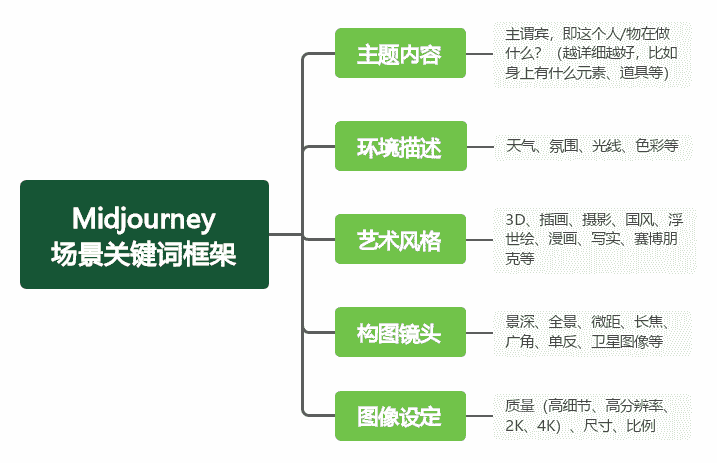 Midjourney
场景关键词框架
主题内容
主谓宾，即这个人/物在做
什么？（越详细越好，比如
身上有什么元素、道具等）
环境描述
天气、氛围、光线、色彩等
艺术风格
3D、插画、摄影、国风、浮
世绘、漫画、写实、赛博朋
克等
构图镜头
景深、全景、微距、长焦、
广角、单反、卫星图像等
图像设定
质量（高细节、高分辨率、
2K、4K）、尺寸、比例